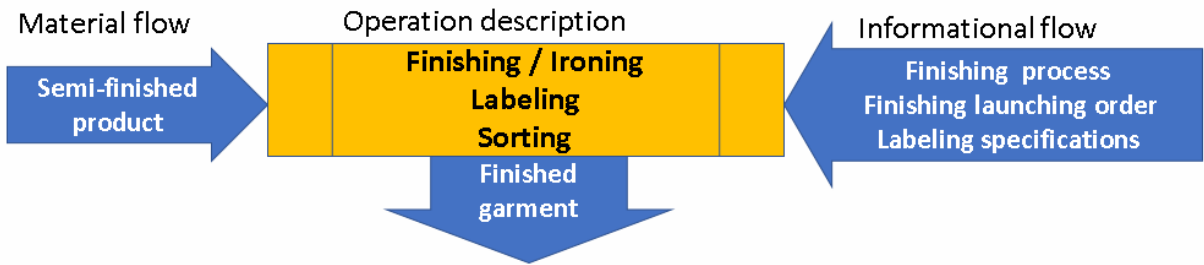 Material flow
Operation description
Informational flow
Semi-finished
product
Finishing / Ironing
Labeling
Sorting
Finishing process
Finishing launching order
Labeling specifications
Finished
garment